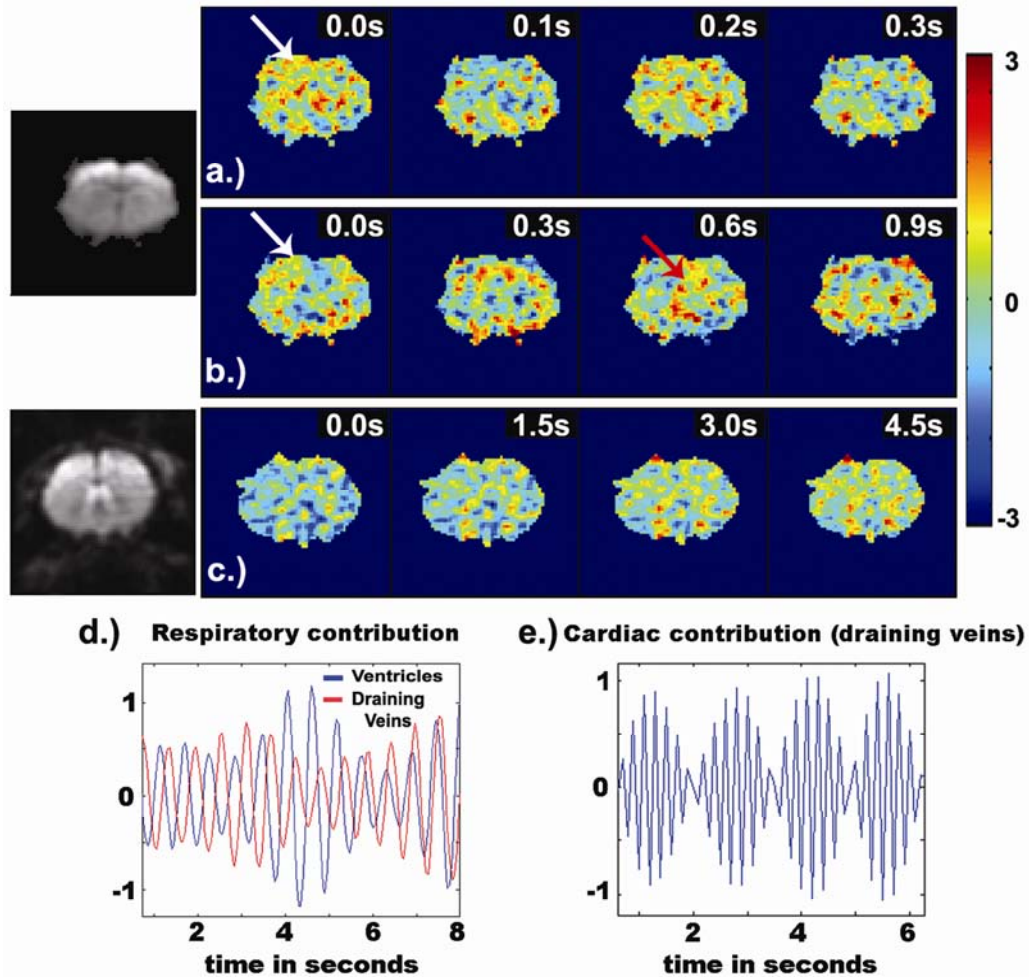 0.0s 0.1s 0.2s 0.3s
3
a.)
0.0s 0.3s 0.6s 0.9s
0
b.)
0.0s 1.5s 3.0s 4.5s
-3
c.)
d.) Respiratory contribution
e.) Cardiac contribution (draining veins)
Ventricles
Draining
Veins
1
0
-1
2 4 6 8
time in seconds
1
0
-1
2 4 6
time in seconds